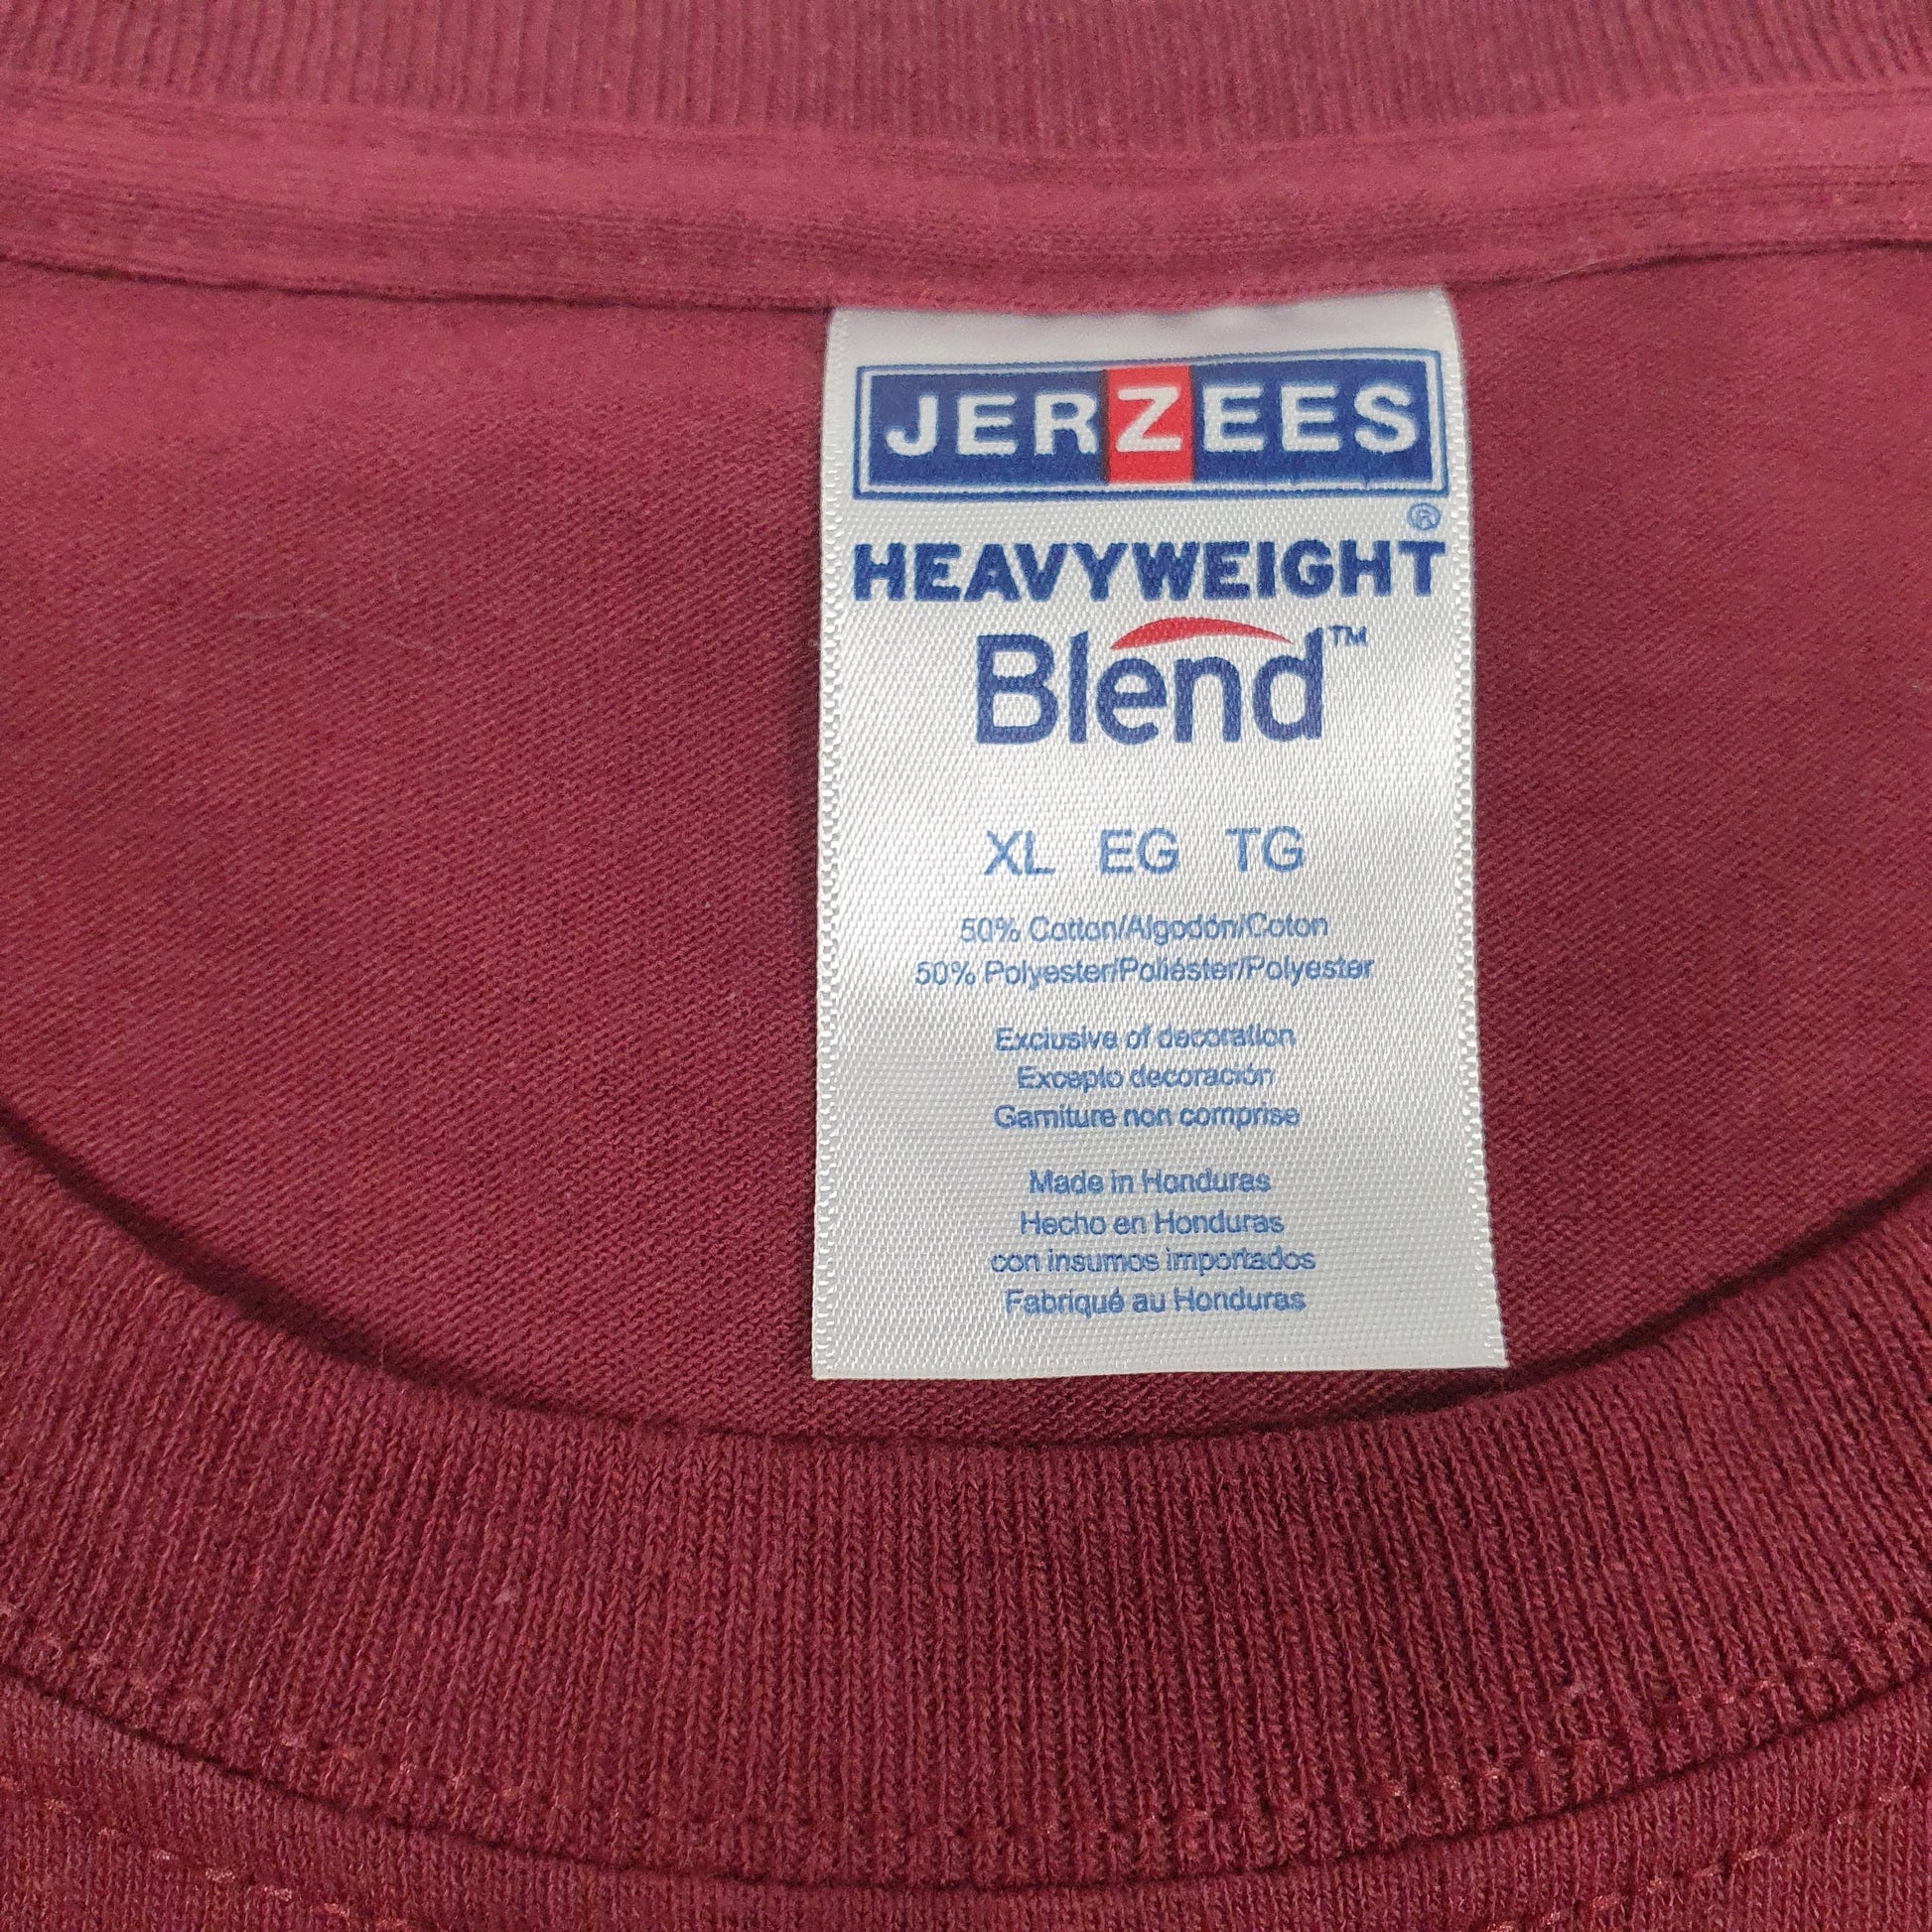 JERZEES®
HEAVYWEIGHT
Blend™
XL EG TG
50% Cotton/Algodón/Coton
50% Polyester/Poliéster/Polyester
Exclusive of decoration
Excepto decoración
Garniture non comprise
Made in Honduras
Hecho en Honduras
con insumos importados
Fabriqué au Honduras